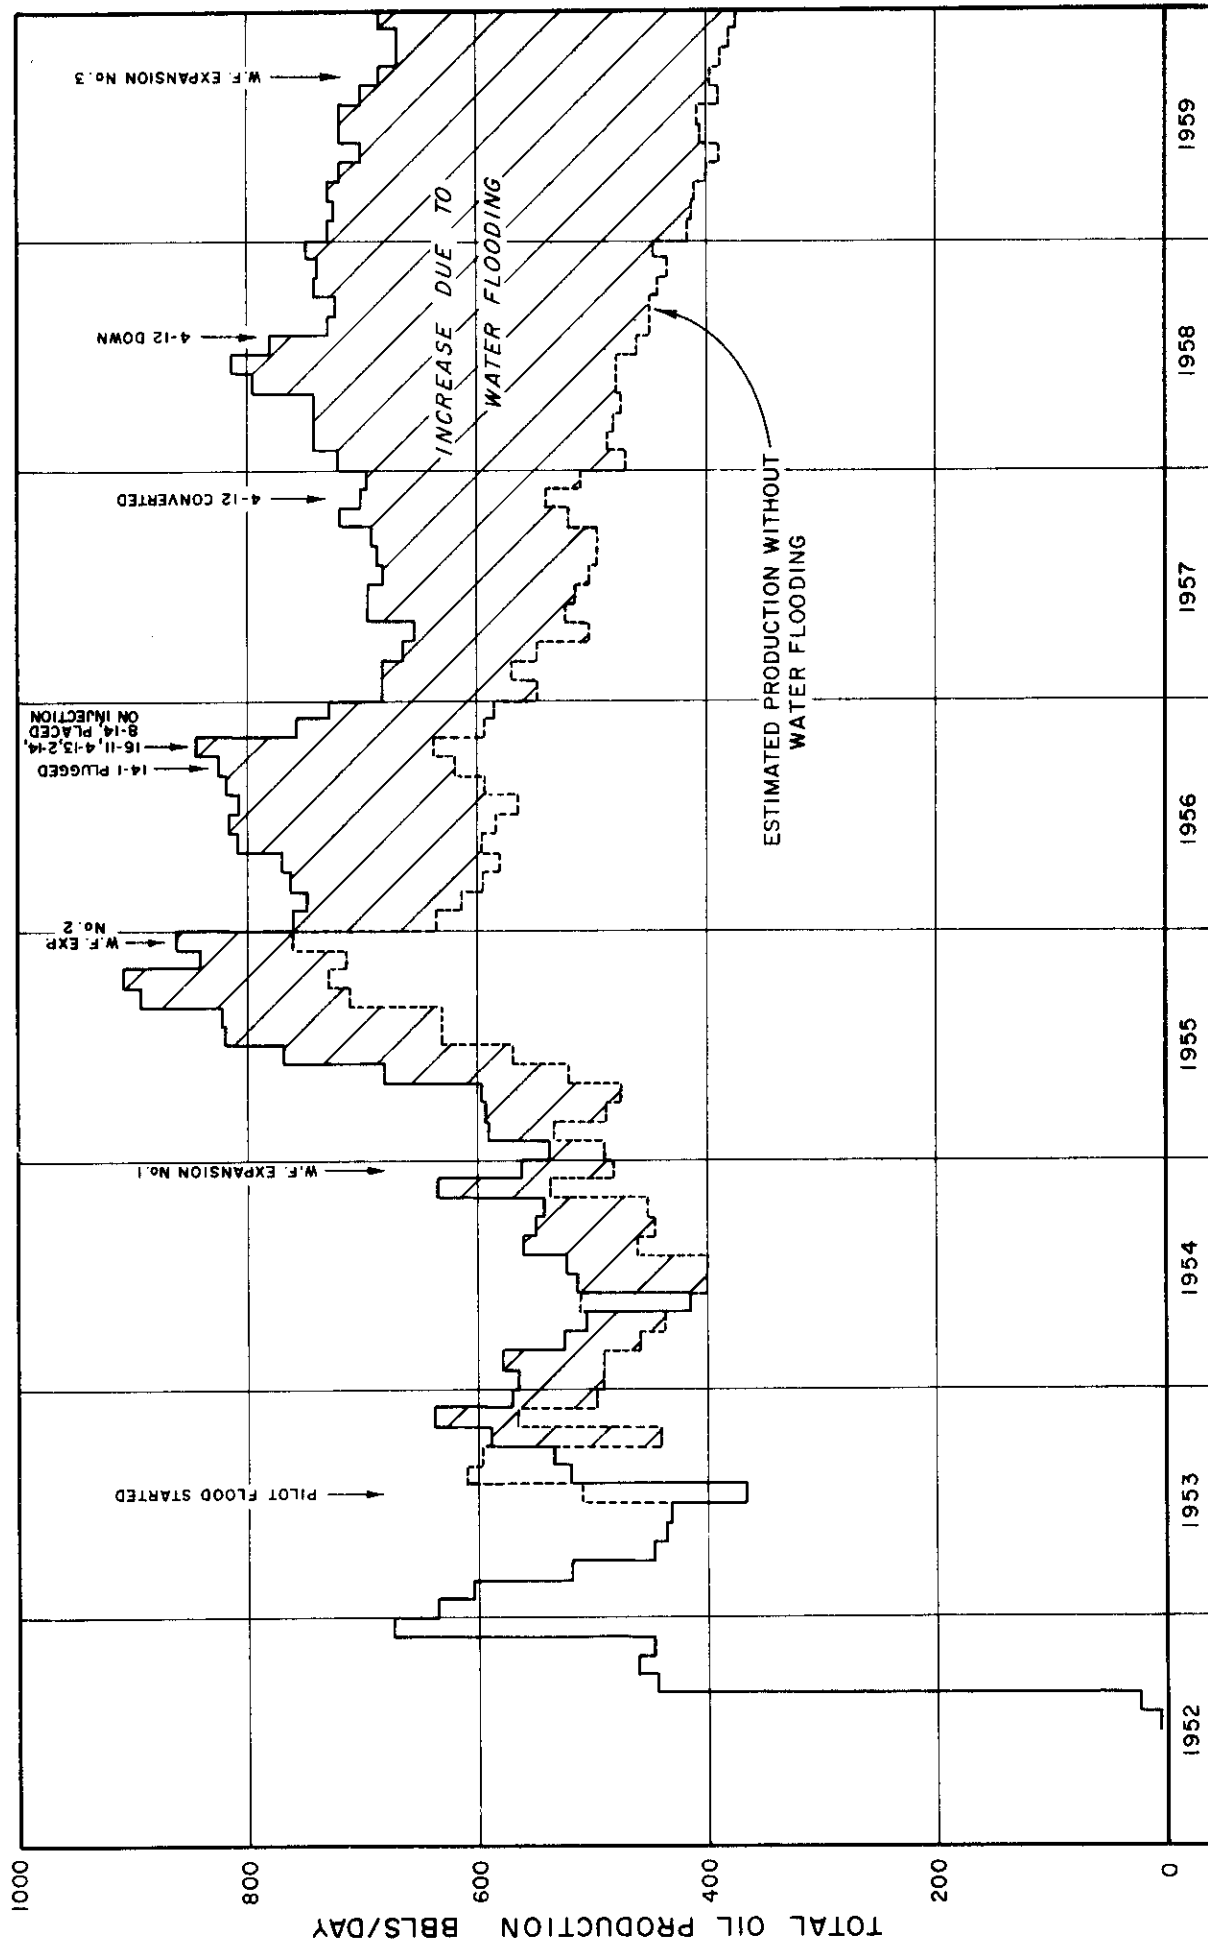 1000
800
600
400
200
0
TOTAL OIL PRODUCTION BBLS/DAY
1952
1953
1954
1955
1956
1957
1958
1959
PILOT FLOOD STARTED
W.F. EXPANSION No.1
W.F. EXP.
No. 2
14-1 PLUGGED
16-11, 4-13, 2-14,
8-14, PLACED
ON INJECTION
4-12 CONVERTED
4-12 DOWN
W.F. EXPANSION No. 3
INCREASE DUE TO
WATER FLOODING
ESTIMATED PRODUCTION WITHOUT
WATER FLOODING